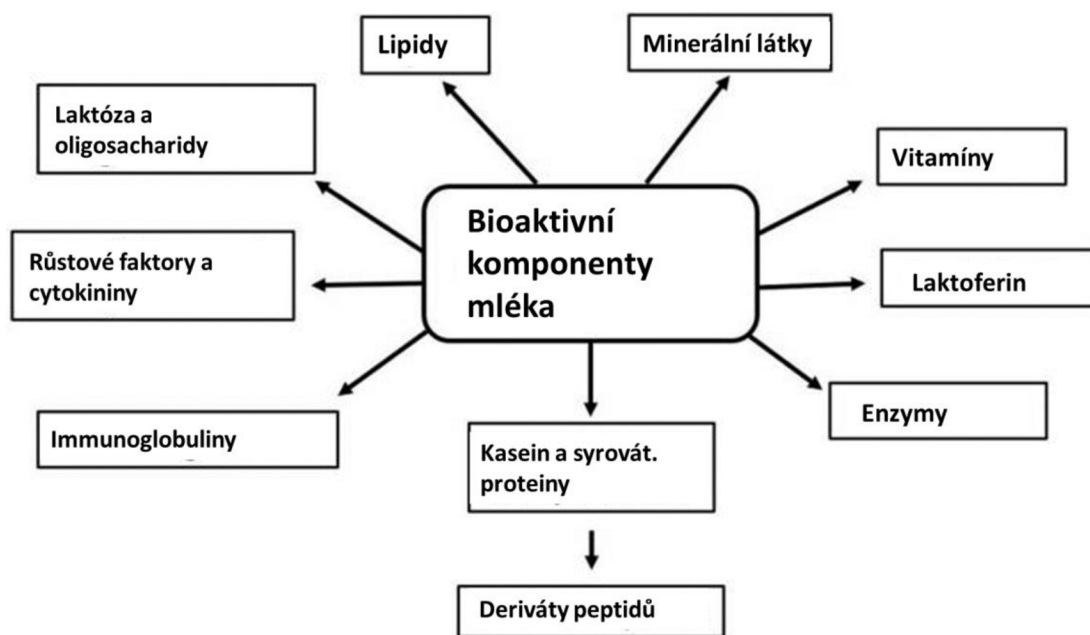 Lipidy
Minerální látky
Laktóza a
oligosacharidy
Vitamíny
Bioaktivní
komponenty
mléka
Růstové faktory a
cytokininy
Laktoferin
Immunoglobuliny
Enzymy
Kasein a syrovát.
proteiny
Deriváty peptidů